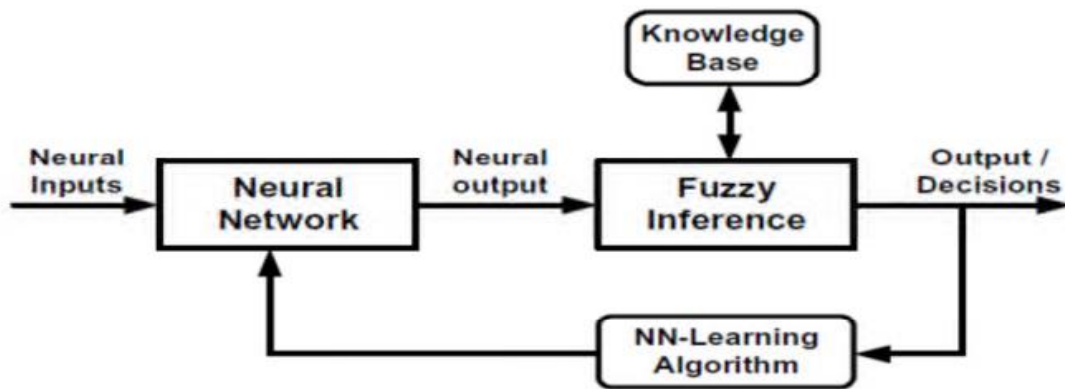 Knowledge
Base
Neural
Inputs
Neural
Network
Neural
output
Fuzzy
Inference
Output /
Decisions
NN-Learning
Algorithm